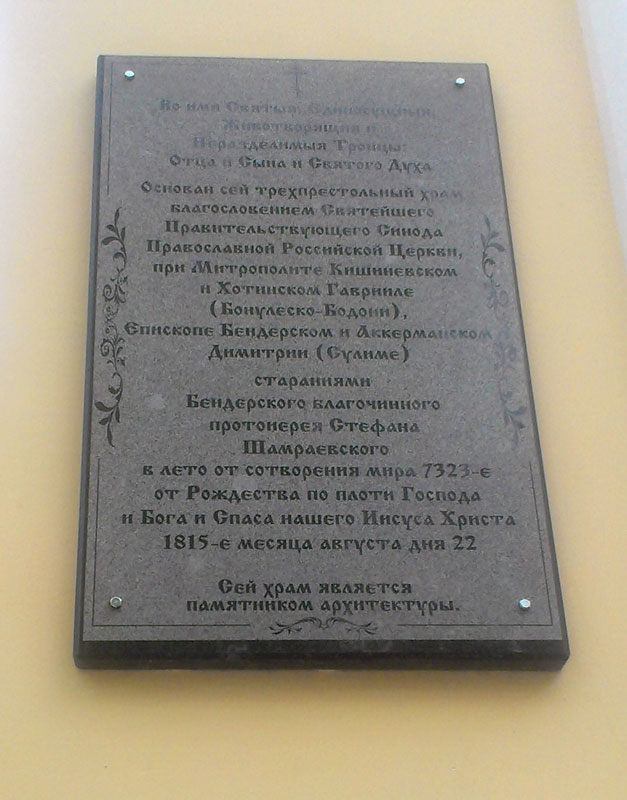 Во имя Святыя, Единосущныя,
Животворящия и
Нераздельмыя Троицы:
Отца и Сына и Святого Духа
Основан сей трехпрестольный храм
благословением Святейшего
Правительствующего Синода
Православной Российской Церкви,
при Митрополите Кишиневском
и Хотинском Гаврииле
(Бонулеско-Бодони),
Епископе Бендерском и Аккерманском
Димитрии (Сулиме)
стараниями
Бендерского благочинного
протоиерея Стефана
Шамраевского
в лето от сотворения мира 7323-е
от Рождества по плоти Господа
и Бога и Спаса нашего Иисуса Христа
1815-е месяца августа дня 22
Сей храм является
памятником архитектуры.